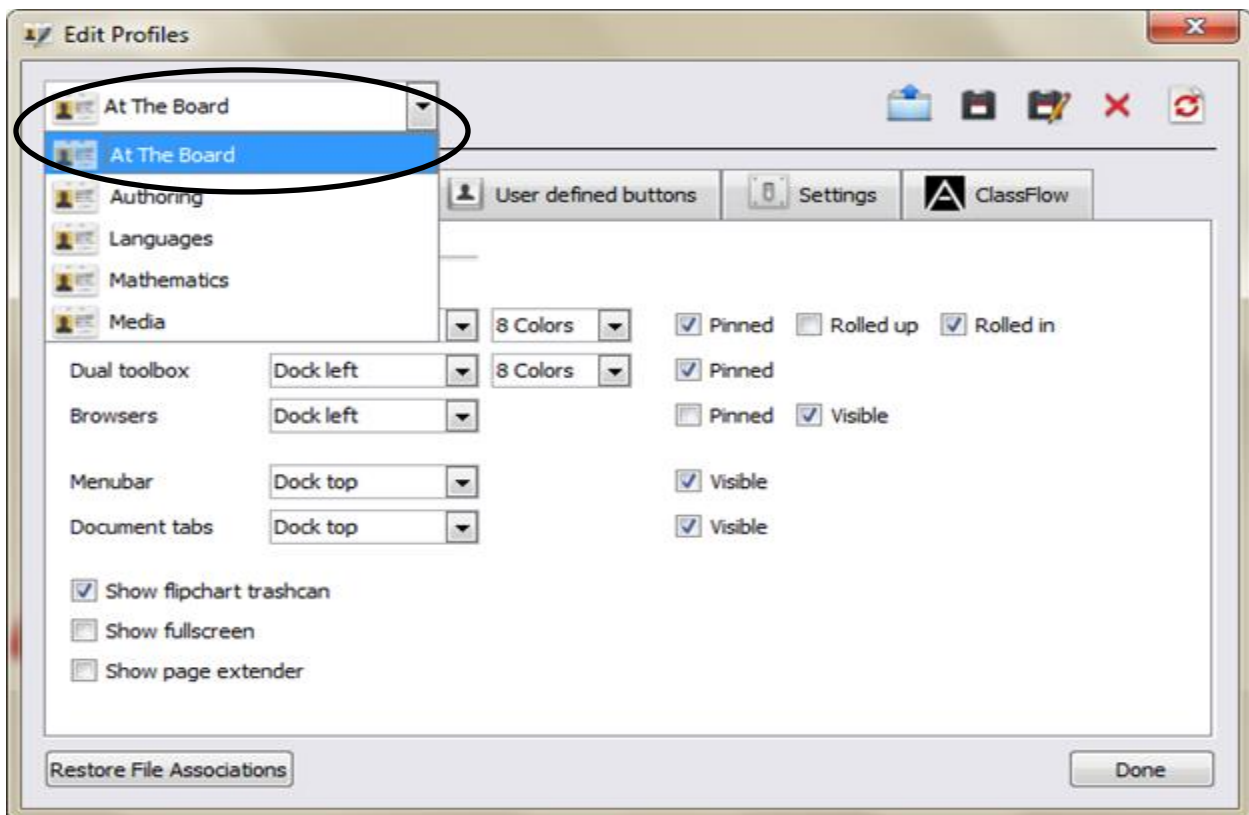 Edit Profiles
At The Board
At The Board
Authoring
Languages
Mathematics
Media
User defined buttons Settings ClassFlow
8 Colors Pinned Rolled up Rolled in
Dual toolbox Dock left 8 Colors Pinned
Browsers Dock left Pinned Visible
Menubar Dock top Visible
Document tabs Dock top Visible
Show flipchart trashcan
Show fullscreen
Show page extender
Restore File Associations Done